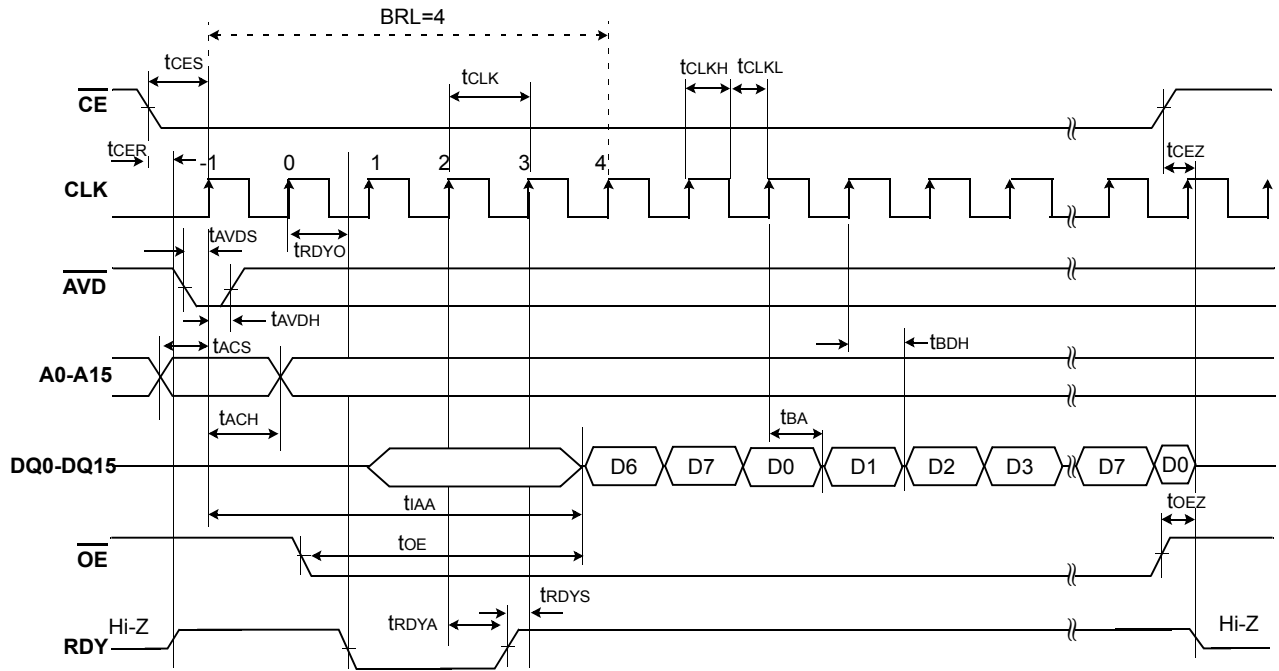 BRL=4
tCES
tCLK
tCLKH
tCLKL
CE
tCER
-1
0
1
2
3
4
tCEZ
CLK
tAVDS
tRDYO
AVD
tAVDH
tACS
tBDH
A0-A15
tACH
tBA
DQ0-DQ15
D6
D7
D0
D1
D2
D3
D7
D0
tIAA
tOEZ
tOE
OE
tRDYS
tRDYA
Hi-Z
Hi-Z
RDY